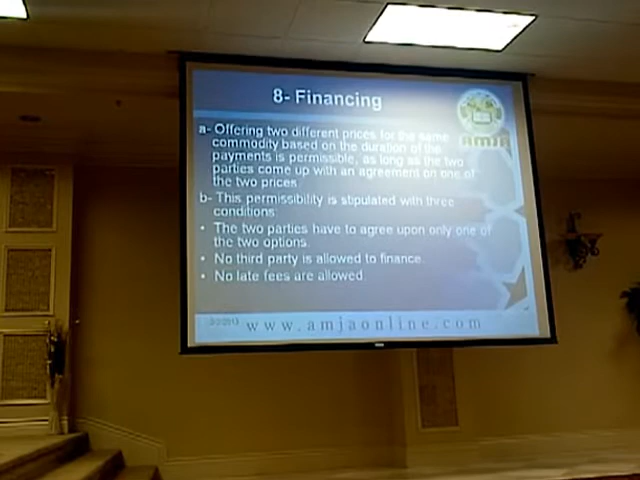 8- Financing
a- Offering two different prices for the same
commodity based on the duration of the
payments is permissible, as long as the two
parties come up with an agreement on one of
the two prices.
b- This permissibility is stipulated with three
conditions:
• The two parties have to agree upon only one of
the two options.
• No third party is allowed to finance.
• No late fees are allowed.
www.amjaonline.com
AMJA